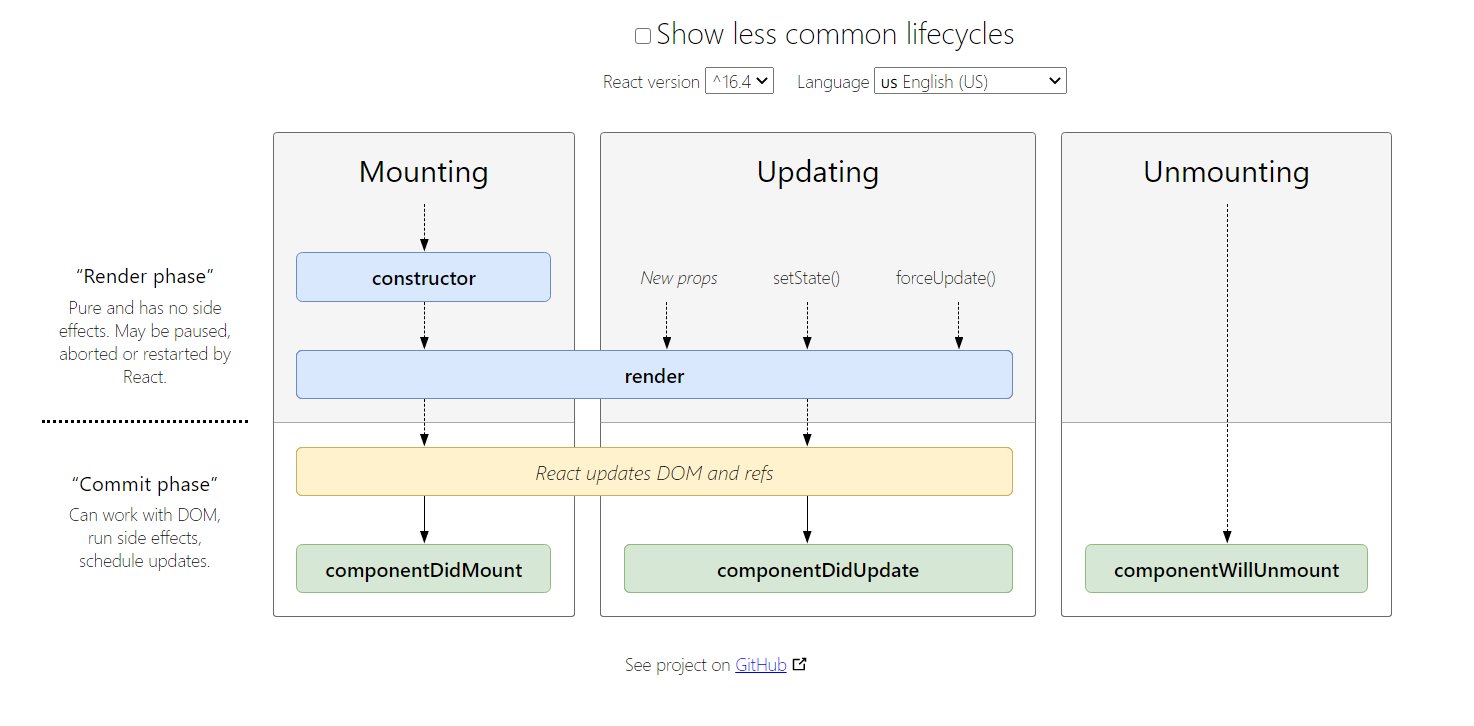 Show less common lifecycles
React version ^16.4 Language us English (US)
Mounting Updating Unmounting
"Render phase"
Pure and has no side
effects. May be paused,
aborted or restarted by
React.
constructor
New props setState() forceUpdate()
render
"Commit phase"
Can work with DOM,
run side effects,
schedule updates.
React updates DOM and refs
componentDidMount componentDidUpdate componentWillUnmount
See project on GitHub